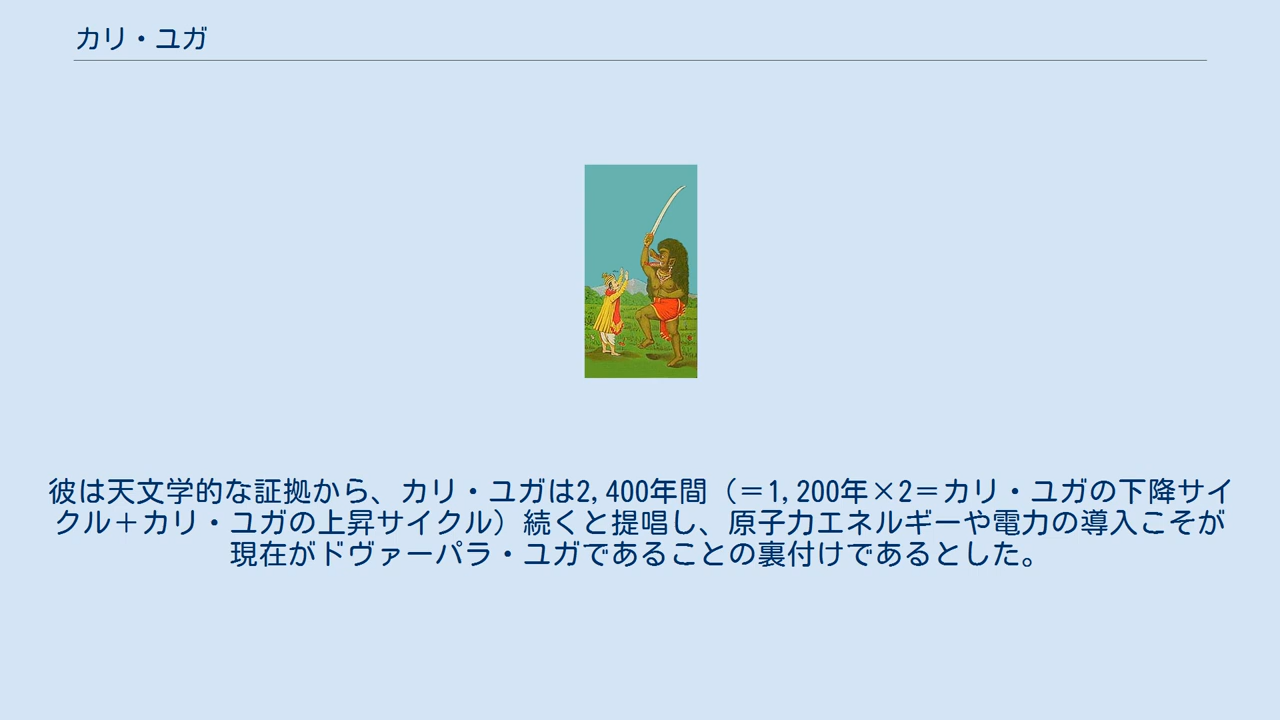 カリ・ユガ
彼は天文学的な証拠から、カリ・ユガは2,400年間（＝1,200年×2＝カリ・ユガの下降サイ
クル＋カリ・ユガの上昇サイクル）続くと提唱し、原子力エネルギーや電力の導入こそが
現在がドヴァーパラ・ユガであることの裏付けであるとした。